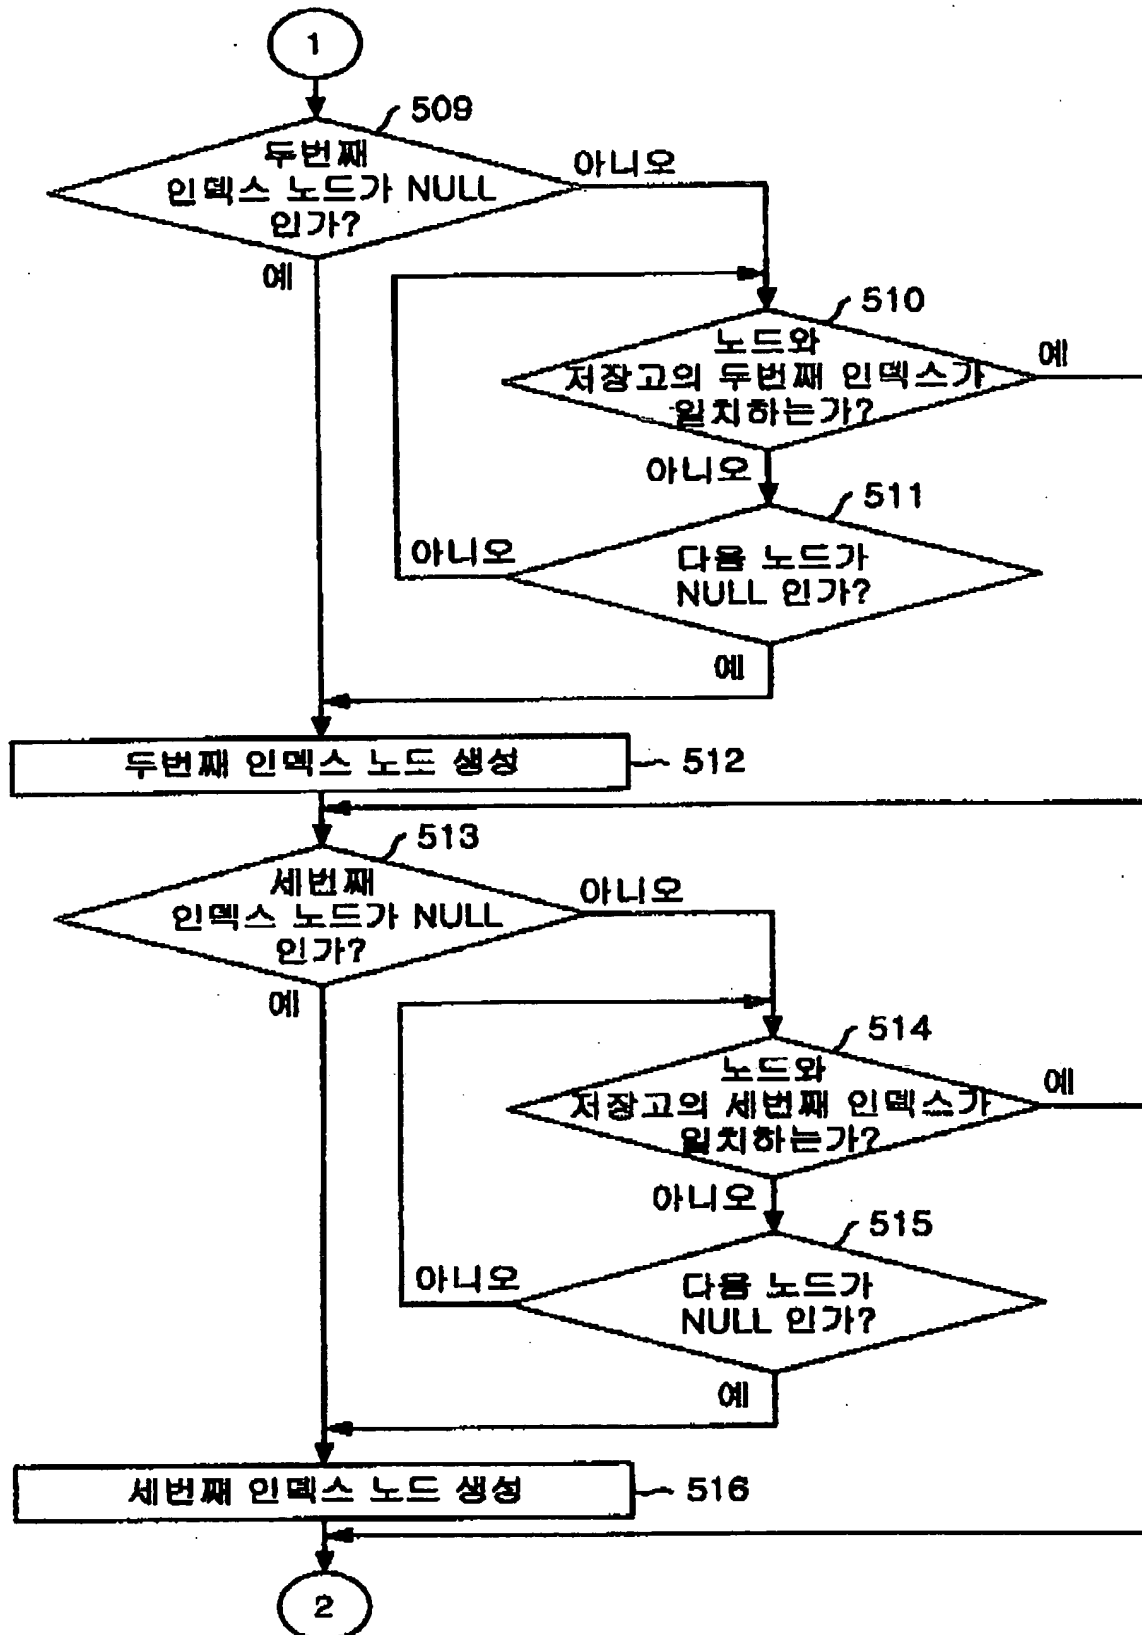 1
509
두번째
인덱스 노드가 NULL
인가?
아니오
예
510
노드와
저장고의 두번째 인덱스가
일치하는가?
예
아니오
511
다음 노드가
NULL 인가?
아니오
예
두번째 인덱스 노드 생성
512
513
세번째
인덱스 노드가 NULL
인가?
아니오
예
514
노드와
저장고의 세번째 인덱스가
일치하는가?
예
아니오
515
다음 노드가
NULL 인가?
아니오
예
세번째 인덱스 노드 생성
516
2